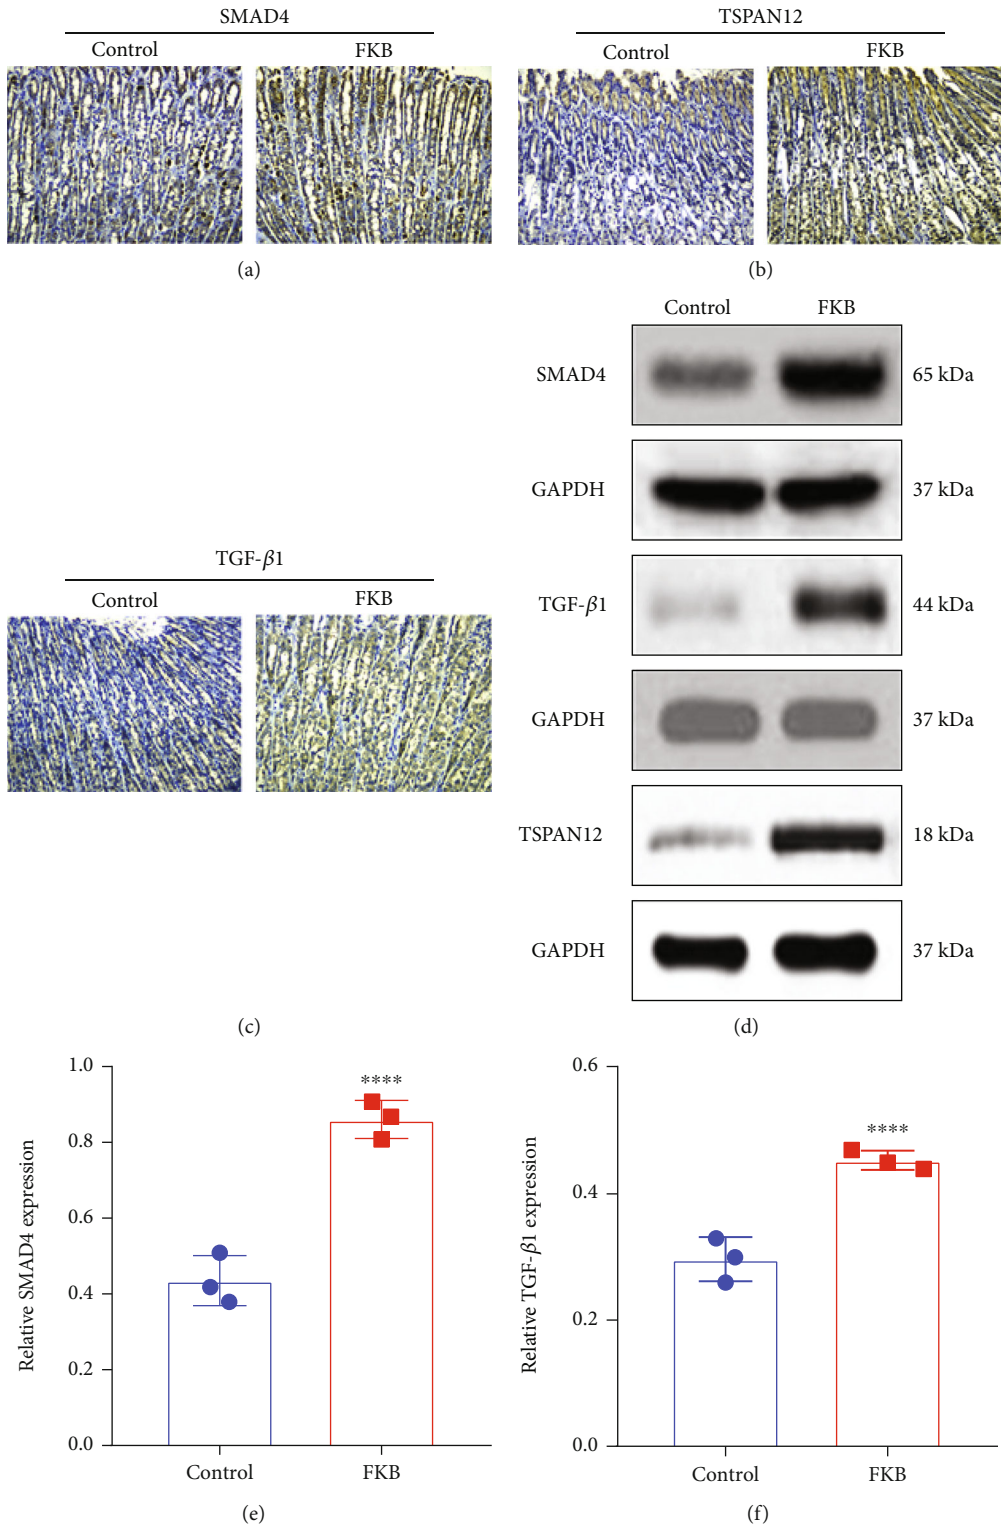 SMAD4
Control FKB
(a)
TSPAN12
Control FKB
(b)
TGF-β1
Control FKB
(c)
Control FKB
SMAD4 65 kDa
GAPDH 37 kDa
TGF-β1 44 kDa
GAPDH 37 kDa
TSPAN12 18 kDa
GAPDH 37 kDa
(d)
Relative SMAD4 expression
1.0
0.8
0.6
0.4
0.2
0.0
****
Control FKB
(e)
Relative TGF-β1 expression
0.6
0.4
0.2
0.0
****
Control FKB
(f)